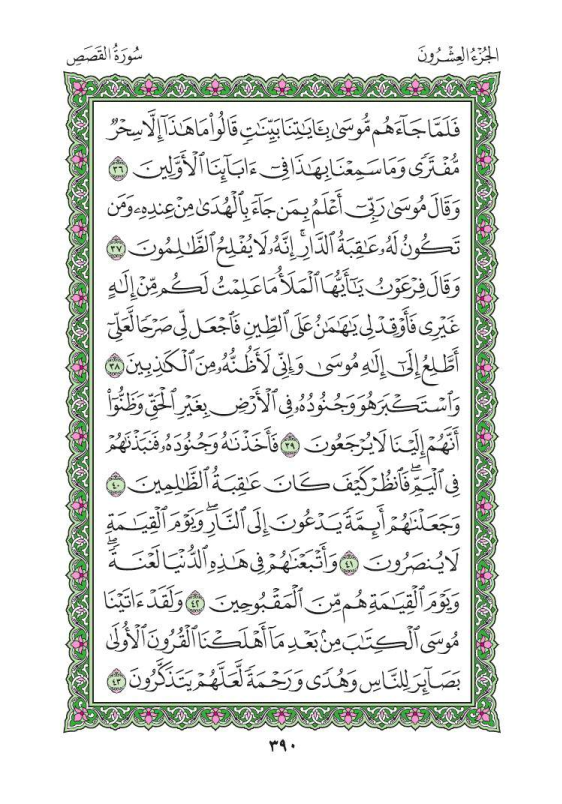 الجُزْءُ العِشْرُونَ
سُورَةُ القَصَصِ
فَلَمَّا جَآءَهُم مُّوسَىٰ بِـَٔايَٰتِنَا بَيِّنَٰتٍ قَالُوا۟ مَا هَٰذَآ إِلَّا سِحْرٌ
مُّفْتَرًى وَمَا سَمِعْنَا بِهَٰذَا فِىٓ ءَابَآئِنَا ٱلْأَوَّلِينَ ٣٦
وَقَالَ مُوسَىٰ رَبِّىٓ أَعْلَمُ بِمَن جَآءَ بِٱلْهُدَىٰ مِنْ عِندِهِۦ وَمَن
تَكُونُ لَهُۥ عَٰقِبَةُ ٱلدَّارِۚ إِنَّهُۥ لَا يُفْلِحُ ٱلظَّٰلِمُونَ ٣٧
وَقَالَ فِرْعَوْنُ يَٰٓأَيُّهَا ٱلْمَلَأُ مَا عَلِمْتُ لَكُم مِّنْ إِلَٰهٍ
غَيْرِى فَأَوْقِدْ لِى يَٰهَٰمَٰنُ عَلَى ٱلطِّينِ فَٱجْعَل لِّى صَرْحًا لَّعَلِّىٓ
أَطَّلِعُ إِلَىٰٓ إِلَٰهِ مُوسَىٰ وَإِنِّى لَأَظُنُّهُۥ مِنَ ٱلْكَٰذِبِينَ ٣٨
وَٱسْتَكْبَرَ هُوَ وَجُنُودُهُۥ فِى ٱلْأَرْضِ بِغَيْرِ ٱلْحَقِّ وَظَنُّوٓا۟
أَنَّهُمْ إِلَيْنَا لَا يُرْجَعُونَ ٣٩ فَأَخَذْنَٰهُ وَجُنُودَهُۥ فَنَبَذْنَٰهُمْ
فِى ٱلْيَمِّۖ فَٱنظُرْ كَيْفَ كَانَ عَٰقِبَةُ ٱلظَّٰلِمِينَ ٤٠
وَجَعَلْنَٰهُمْ أَئِمَّةً يَدْعُونَ إِلَى ٱلنَّارِۖ وَيَوْمَ ٱلْقِيَٰمَةِ
لَا يُنصَرُونَ ٤١ وَأَتْبَعْنَٰهُمْ فِى هَٰذِهِ ٱلدُّنْيَا لَعْنَةًۖ
وَيَوْمَ ٱلْقِيَٰمَةِ هُم مِّنَ ٱلْمَقْبُوحِينَ ٤٢ وَلَقَدْ ءَاتَيْنَا
مُوسَى ٱلْكِتَٰبَ مِنۢ بَعْدِ مَآ أَهْلَكْنَا ٱلْقُرُونَ ٱلْأُولَىٰ
بَصَآئِرَ لِلنَّاسِ وَهُدًى وَرَحْمَةً لَّعَلَّهُمْ يَتَذَكَّرُونَ ٤٣
٣٩٠